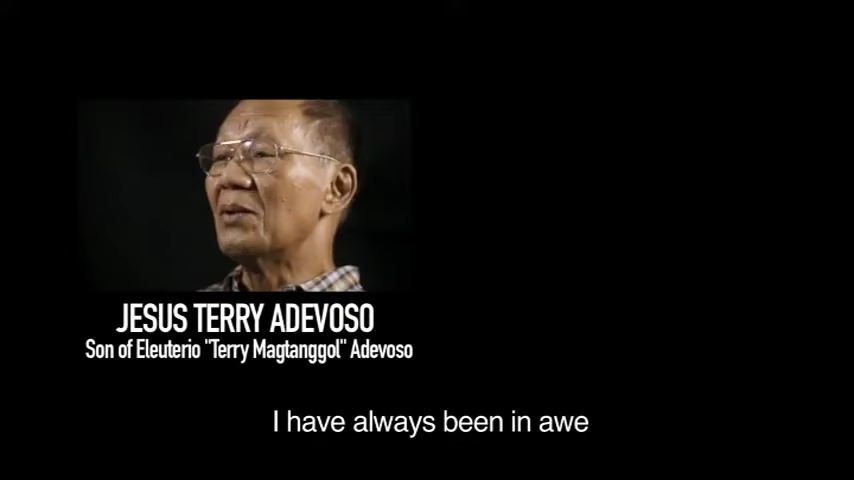 JESUS TERRY ADEVOSO
Son of Eleuterio "Terry Magtanggol" Adevoso
I have always been in awe